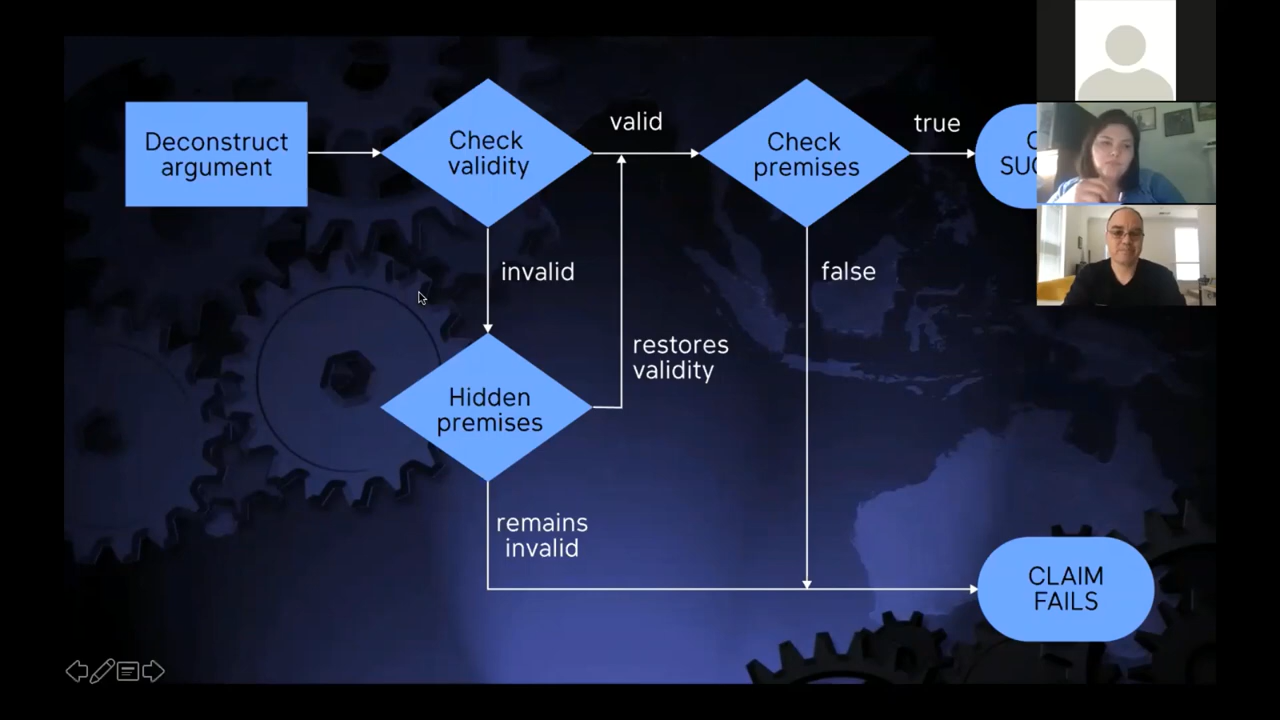 Deconstruct
argument
Check
validity
valid
Check
premises
true
invalid
false
restores
validity
Hidden
premises
remains
invalid
CLAIM
FAILS